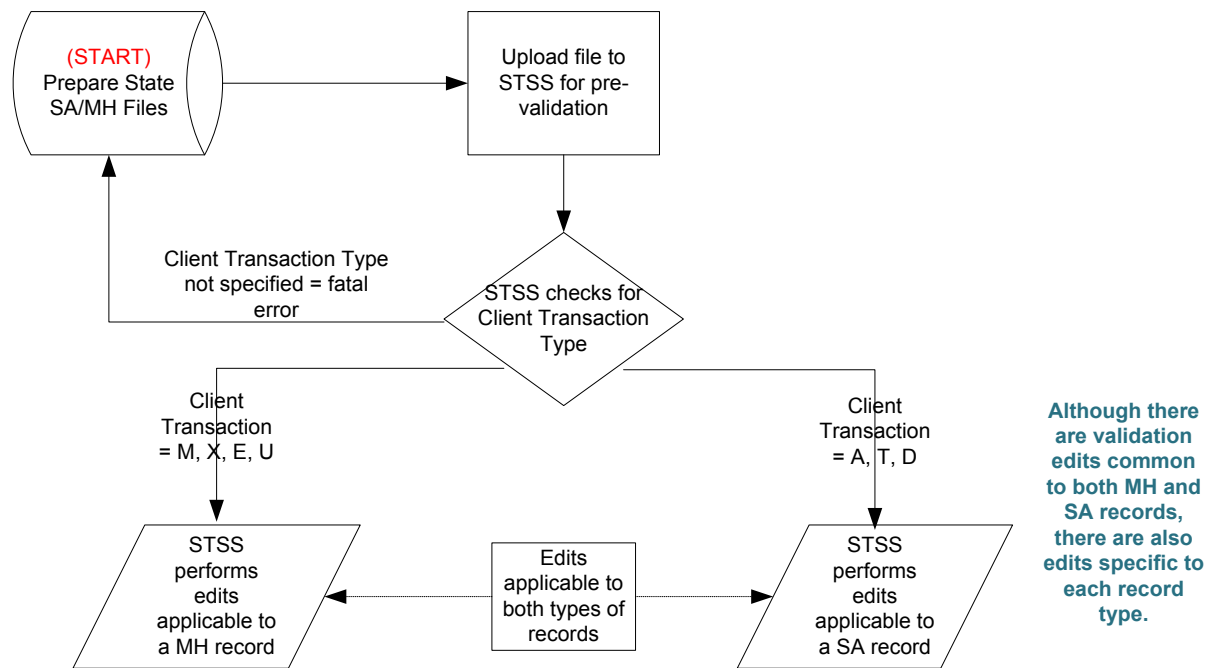 (START)
Prepare State
SA/MH Files
Upload file to
STSS for pre-
validation
Client Transaction Type
not specified = fatal
error
STSS checks for
Client Transaction
Type
Client
Transaction
= M, X, E, U
Client
Transaction
= A, T, D
STSS
performs
edits
applicable to
a MH record
Edits
applicable to
both types of
records
STSS
performs
edits
applicable to
a SA record
Although there
are validation
edits common
to both MH and
SA records,
there are also
edits specific to
each record
type.